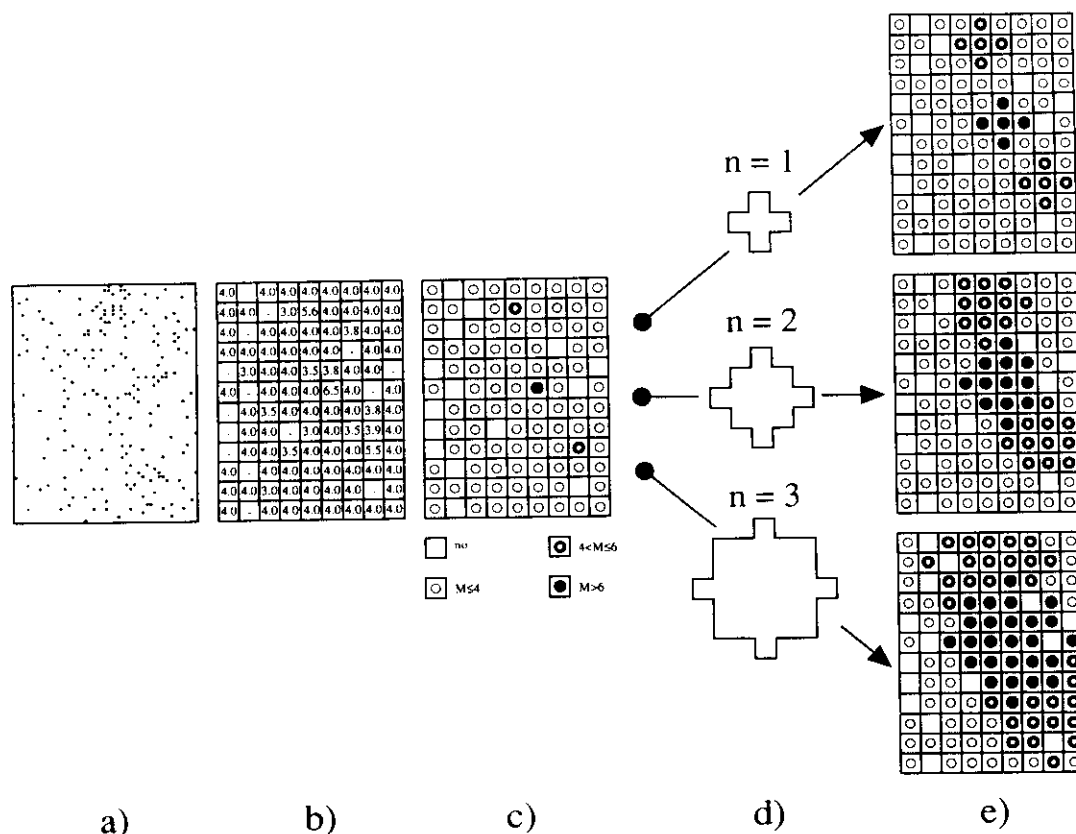 n = 1
4.0 4.0 4.0 4.0 4.0 4.0 4.0 4.0
4.0 4.0 . 3.0 5.6 4.0 4.0 4.0 4.0
4.0 . 4.0 4.0 4.0 4.0 3.8 4.0 4.0
4.0 4.0 4.0 4.0 4.0 4.0 . 4.0 4.0
. 3.0 4.0 4.0 3.5 3.8 4.0 4.0 .
4.0 . 4.0 4.0 4.0 6.5 4.0 . 4.0
. 4.0 3.5 4.0 4.0 4.0 4.0 3.8 4.0
. 4.0 4.0 . 3.0 4.0 3.5 3.9 4.0
. 4.0 4.0 3.5 4.0 4.0 4.0 5.5 4.0
4.0 . 4.0 4.0 4.0 4.0 4.0 4.0 4.0
4.0 4.0 3.0 4.0 4.0 4.0 4.0 . 4.0
4.0 . 4.0 4.0 4.0 4.0 4.0 4.0 4.0
n = 2
n = 3
no
4<M≤6
M≤4
M>6
a)
b)
c)
d)
e)